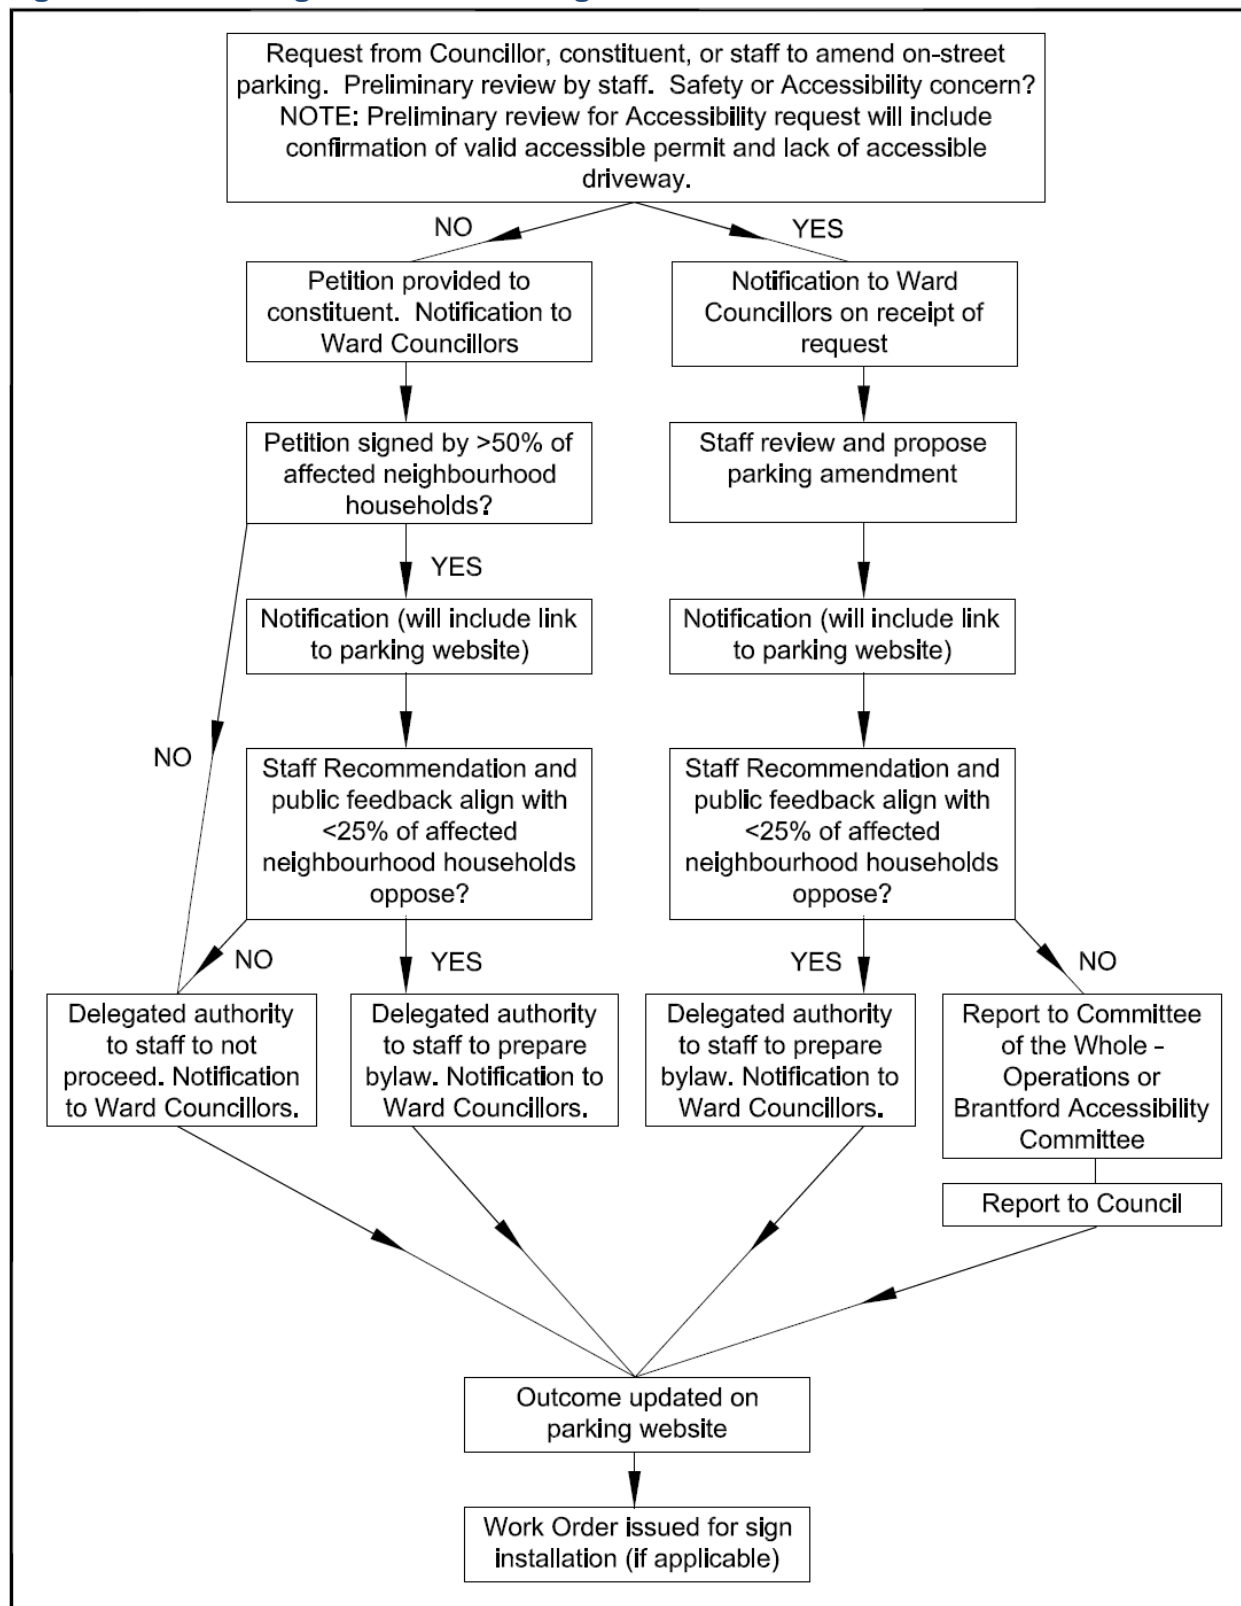 Request from Councillor, constituent, or staff to amend on-street
parking.  Preliminary review by staff.  Safety or Accessibility concern?
NOTE: Preliminary review for Accessibility request will include
confirmation of valid accessible permit and lack of accessible
driveway.
NO
YES
Petition provided to
constituent.  Notification to
Ward Councillors
Notification to Ward
Councillors on receipt of
request
Petition signed by >50% of
affected neighbourhood
households?
Staff review and propose
parking amendment
YES
Notification (will include link
to parking website)
Notification (will include link
to parking website)
NO
Staff Recommendation and
public feedback align with
<25% of affected
neighbourhood households
oppose?
Staff Recommendation and
public feedback align with
<25% of affected
neighbourhood households
oppose?
NO
YES
YES
NO
Delegated authority
to staff to not
proceed. Notification
to Ward Councillors.
Delegated authority
to staff to prepare
bylaw. Notification to
Ward Councillors.
Delegated authority
to staff to prepare
bylaw. Notification to
Ward Councillors.
Report to Committee
of the Whole -
Operations or
Brantford Accessibility
Committee
Report to Council
Outcome updated on
parking website
Work Order issued for sign
installation (if applicable)